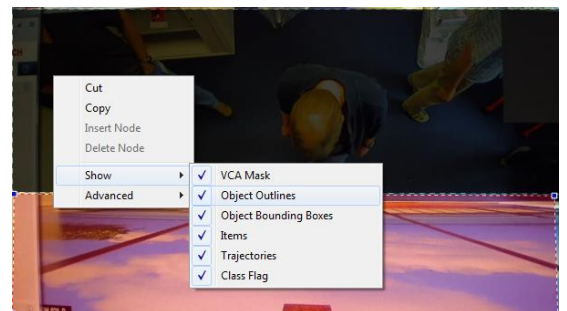 Cut
Copy
Insert Node
Delete Node
Show
Advanced
VCA Mask
Object Outlines
Object Bounding Boxes
Items
Trajectories
Class Flag